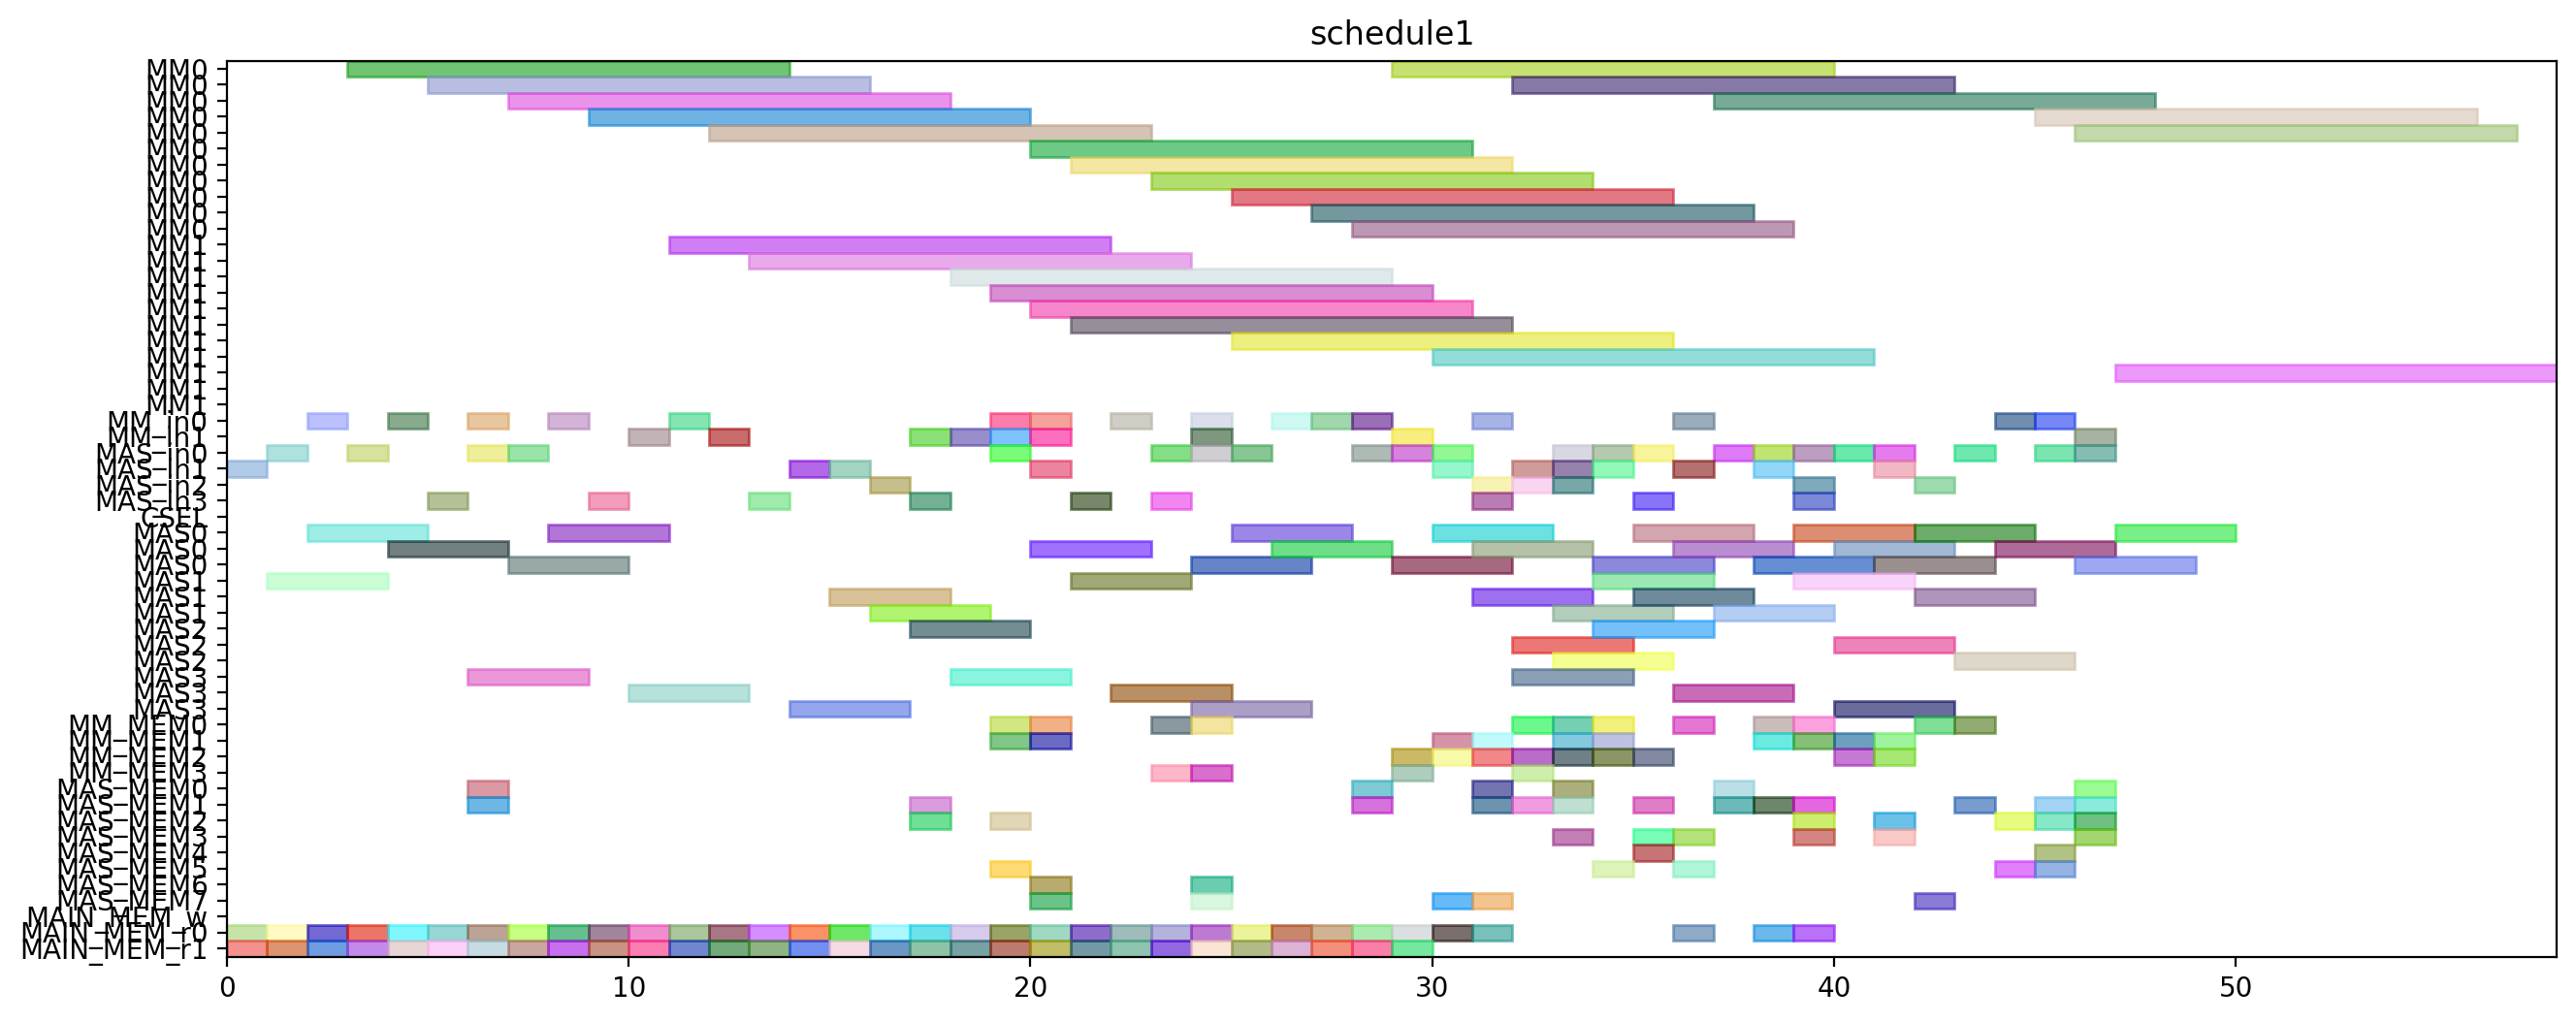 schedule1
MM0
MM0
MM0
MM0
MM0
MM0
MM0
MM0
MM0
MM0
MM0
MM1
MM1
MM1
MM1
MM1
MM1
MM1
MM1
MM1
MM1
MM1
MM_in0
MM_in1
MAS_in0
MAS_in1
MAS_in2
MAS_in3
CSEL
MAS0
MAS0
MAS0
MAS1
MAS1
MAS1
MAS2
MAS2
MAS2
MAS3
MAS3
MAS3
MM_MEM0
MM_MEM1
MM_MEM2
MM_MEM3
MAS_MEM0
MAS_MEM1
MAS_MEM2
MAS_MEM3
MAS_MEM4
MAS_MEM5
MAS_MEM6
MAS_MEM7
MAIN_MEM_w
MAIN_MEM_r0
MAIN_MEM_r1
0 10 20 30 40 50